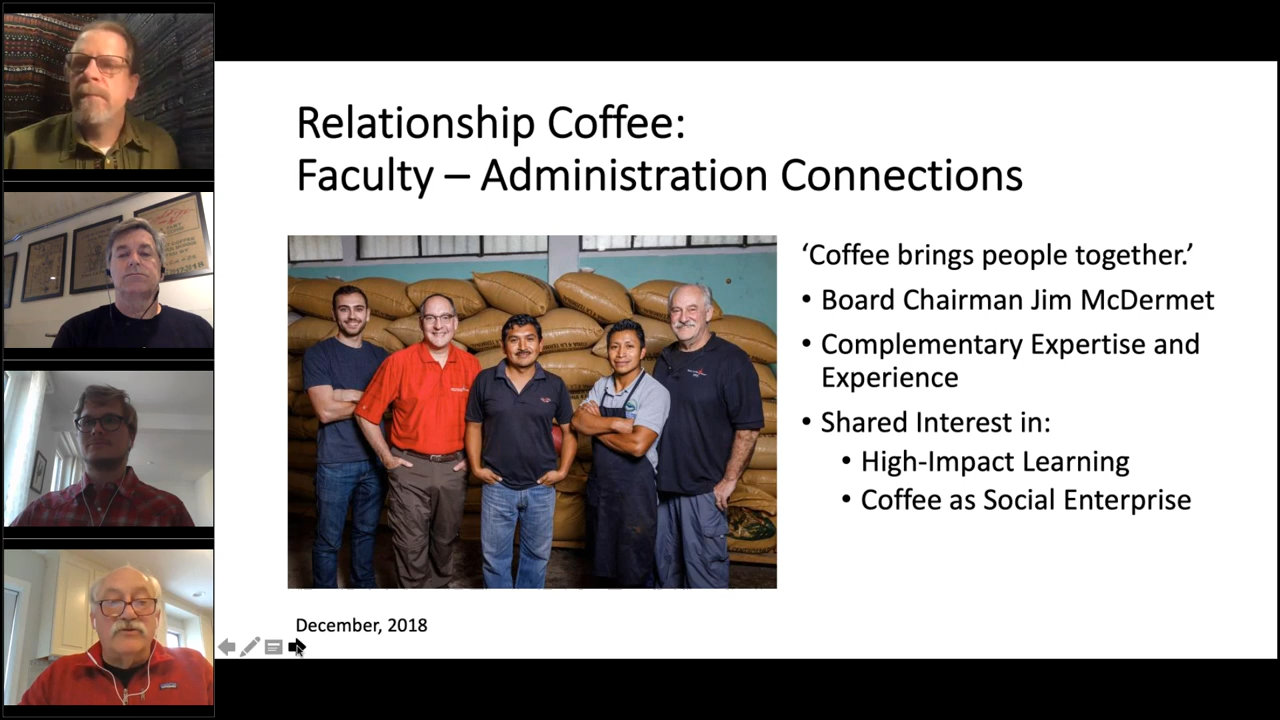 Relationship Coffee:
Faculty – Administration Connections
‘Coffee brings people together.’
• Board Chairman Jim McDermet
• Complementary Expertise and
Experience
• Shared Interest in:
• High-Impact Learning
• Coffee as Social Enterprise
December, 2018